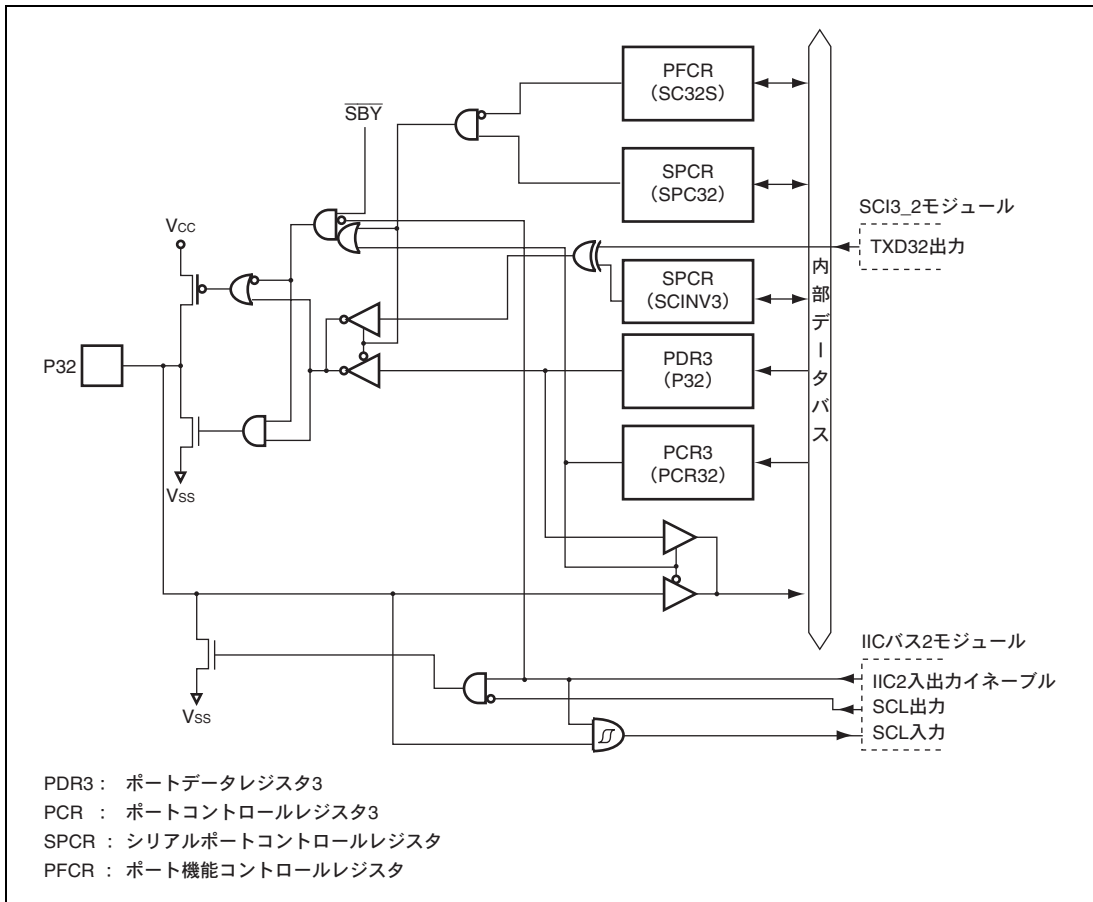 PFCR
(SC32S)
SBY
SPCR
(SPC32)
SCI3_2モジュール
VCC
TXD32出力
SPCR
(SCINV3)
内部データバス
P32
PDR3
(P32)
PCR3
(PCR32)
VSS
IICバス2モジュール
IIC2入出力イネーブル
VSS
SCL出力
SCL入力
PDR3： ポートデータレジスタ3
PCR ： ポートコントロールレジスタ3
SPCR： シリアルポートコントロールレジスタ
PFCR： ポート機能コントロールレジスタ